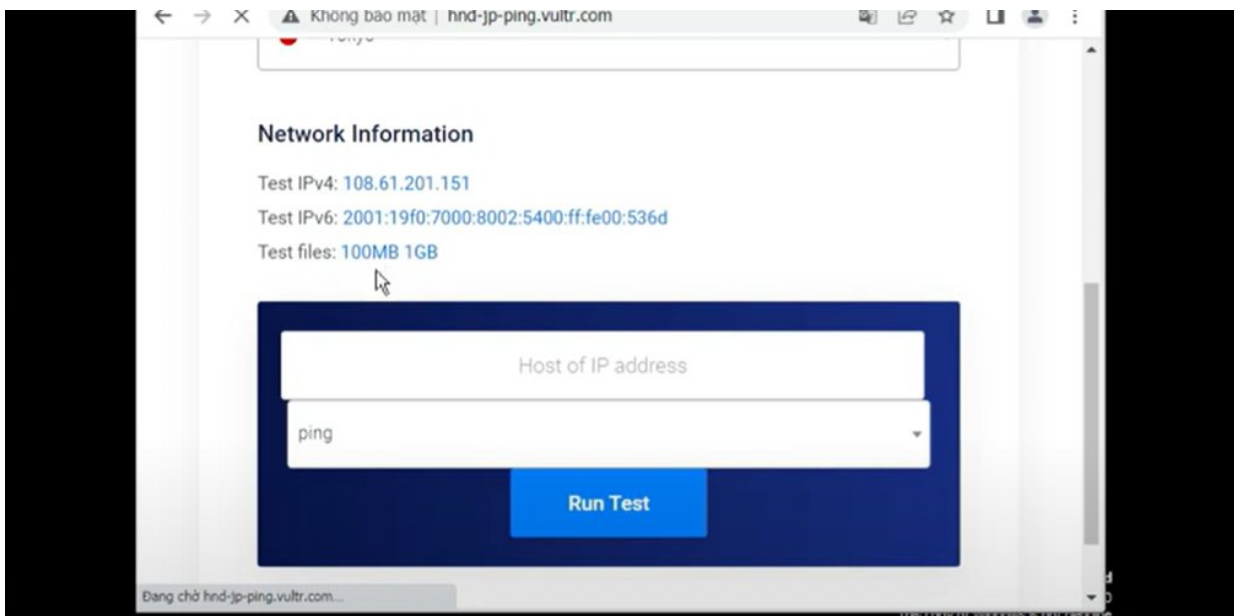 Không bảo mật | hnd-jp-ping.vultr.com
Tokyo
Network Information
Test IPv4: 108.61.201.151
Test IPv6: 2001:19f0:7000:8002:5400:ff:fe00:536d
Test files: 100MB 1GB
Host of IP address
ping
Run Test
Đang chờ hnd-jp-ping.vultr.com...